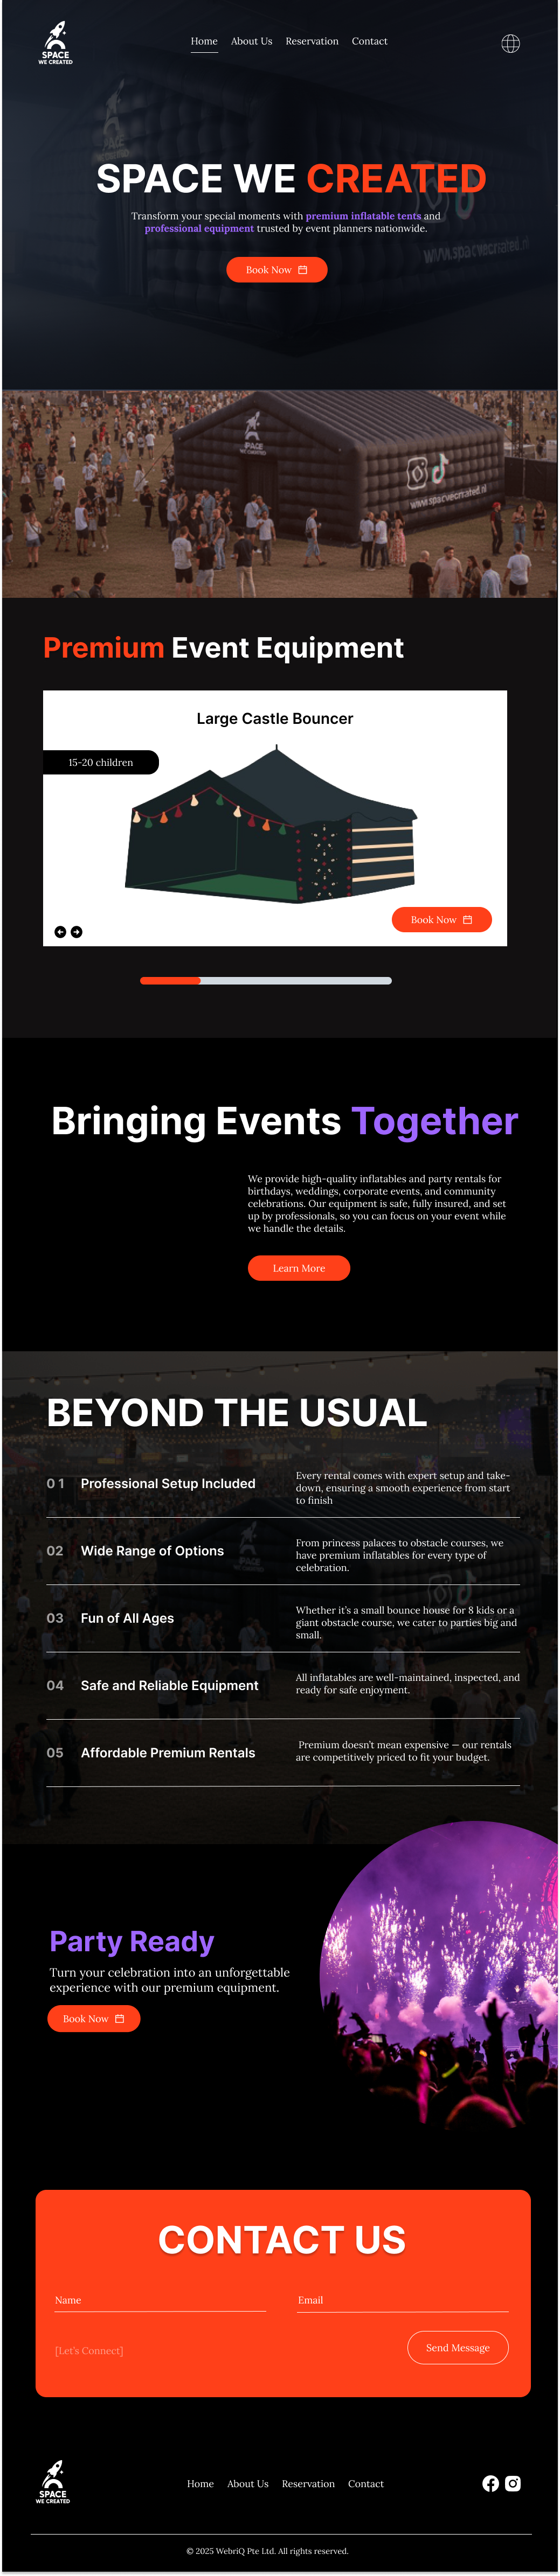 SPACE
WE CREATED
Home About Us Reservation Contact
SPACE WE CREATED
Transform your special moments with premium inflatable tents and
professional equipment trusted by event planners nationwide.
www.spacwecreated.nl
Book Now
SPACE
WE CREATED
Premium Event Equipment
Large Castle Bouncer
15-20 children
Book Now
Bringing Events Together
We provide high-quality inflatables and party rentals for
birthdays, weddings, corporate events, and community
celebrations. Our equipment is safe, fully insured, and set
up by professionals, so you can focus on your event while
we handle the details.
Learn More
BEYOND THE USUAL
01 Professional Setup Included
Every rental comes with expert setup and take-
down, ensuring a smooth experience from start
to finish
02 Wide Range of Options
From princess palaces to obstacle courses, we
have premium inflatables for every type of
celebration.
03 Fun of All Ages
Whether it's a small bounce house for 8 kids or a
giant obstacle course, we cater to parties big and
small.
04 Safe and Reliable Equipment
All inflatables are well-maintained, inspected, and
ready for safe enjoyment.
05 Affordable Premium Rentals
Premium doesn't mean expensive — our rentals
are competitively priced to fit your budget.
Party Ready
Turn your celebration into an unforgettable
experience with our premium equipment.
Book Now
CONTACT US
Name Email
[Let's Connect]
Send Message
SPACE
WE CREATED
Home About Us Reservation Contact
© 2025 WebriQ Pte Ltd. All rights reserved.